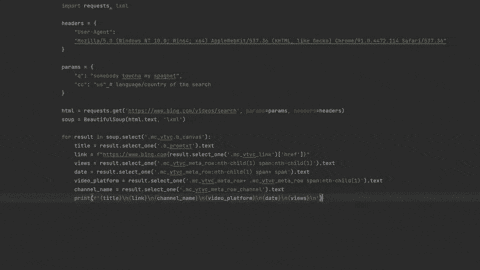 import requests, lxml
headers = {
"User-Agent":
"Mozilla/5.0 (Windows NT 10.0; Win64; x64) AppleWebKit/537.36 (KHTML, like Gecko) Chrome/91.0.4472.114 Safari/537.36"
}
params = {
"q": "somebody toucha my spaghet",
"cc": "us" # language/country of the search
}
html = requests.get('https://www.bing.com/videos/search', params=params, headers=headers)
soup = BeautifulSoup(html.text, 'lxml')
for result in soup.select('.mc_vtvc.b_canvas'):
title = result.select_one('.b_promtxt').text
link = f"https://www.bing.com{result.select_one('.mc_vtvc_link')['href']}"
views = result.select_one('.mc_vtvc_meta_row:nth-child(1) span:nth-child(1)').text
date = result.select_one('.mc_vtvc_meta_row:nth-child(1) span+ span').text
video_platform = result.select_one('.mc_vtvc_meta_row+ .mc_vtvc_meta_row span:nth-child(1)').text
channel_name = result.select_one('.mc_vtvc_meta_row_channel').text
print(f'{title}\n{link}\n{channel_name}\n{video_platform}\n{date}\n{views}\n')